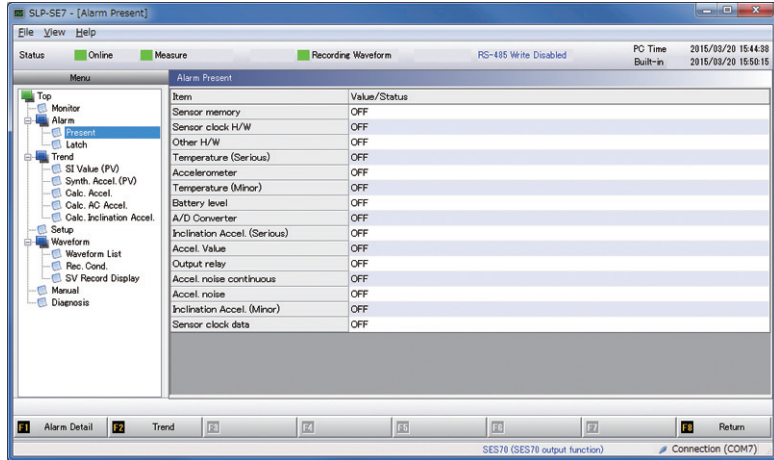 SLP-SE7 - [Alarm Present]
File View Help
Status Online Measure Recording Waveform RS-485 Write Disabled PC Time 2015/03/20 15:44:38
Built-in 2015/03/20 15:50:15
Menu
Top
Monitor
Alarm
Present
Latch
Trend
SI Value (PV)
Synth. Accel. (PV)
Calc. Accel.
Calc. AC Accel.
Calc. Inclination Accel.
Setup
Waveform
Waveform List
Rec. Cond.
SV Record Display
Manual
Diagnosis
Alarm Present
Item Value/Status
Sensor memory OFF
Sensor clock H/W OFF
Other H/W OFF
Temperature (Serious) OFF
Accelerometer OFF
Temperature (Minor) OFF
Battery level OFF
A/D Converter OFF
Inclination Accel. (Serious) OFF
Accel. Value OFF
Output relay OFF
Accel. noise continuous OFF
Accel. noise OFF
Inclination Accel. (Minor) OFF
Sensor clock data OFF
F1 Alarm Detail F2 Trend F3 F4 F5 F6 F7 F8 Return
SES70 (SES70 output function) Connection (COM7)